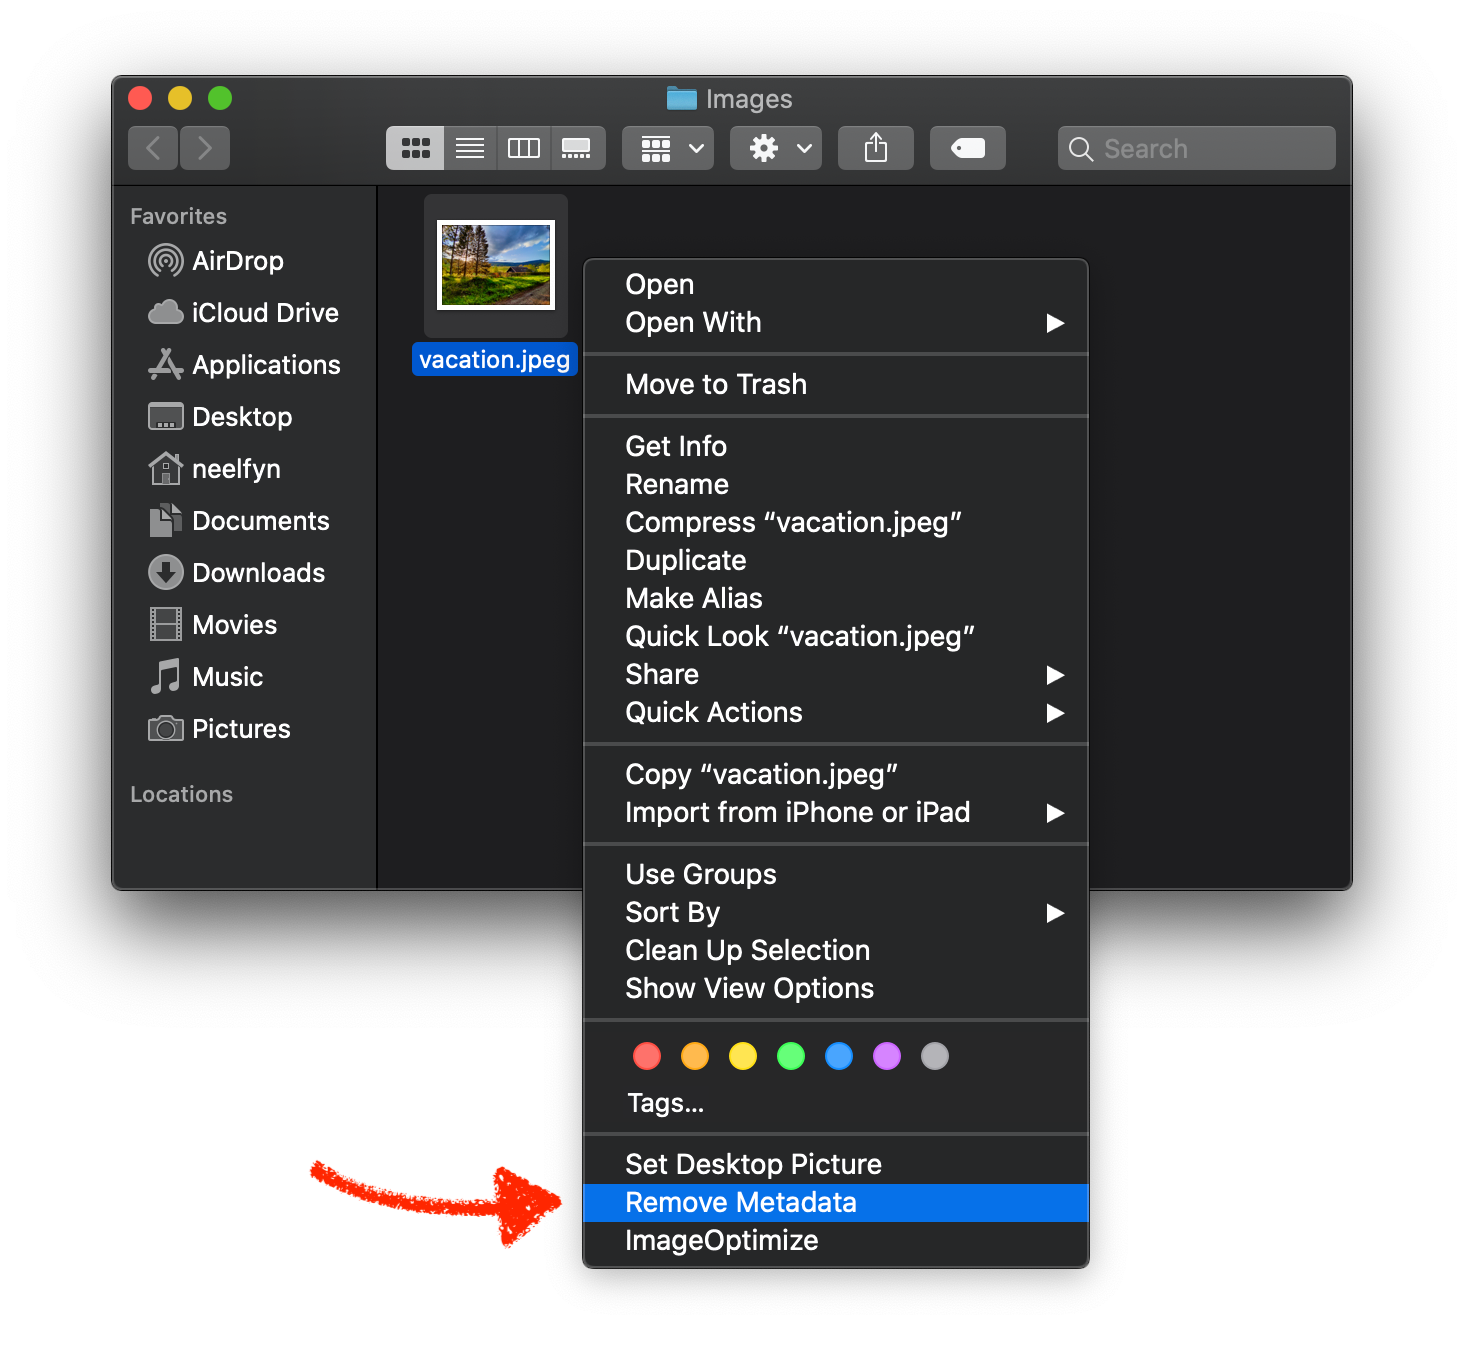 Images
Search
Favorites
AirDrop
iCloud Drive
Applications
Desktop
neelfyn
Documents
Downloads
Movies
Music
Pictures
Locations
vacation.jpeg
Open
Open With
Move to Trash
Get Info
Rename
Compress “vacation.jpeg”
Duplicate
Make Alias
Quick Look “vacation.jpeg”
Share
Quick Actions
Copy “vacation.jpeg”
Import from iPhone or iPad
Use Groups
Sort By
Clean Up Selection
Show View Options
Tags...
Set Desktop Picture
Remove Metadata
ImageOptimize